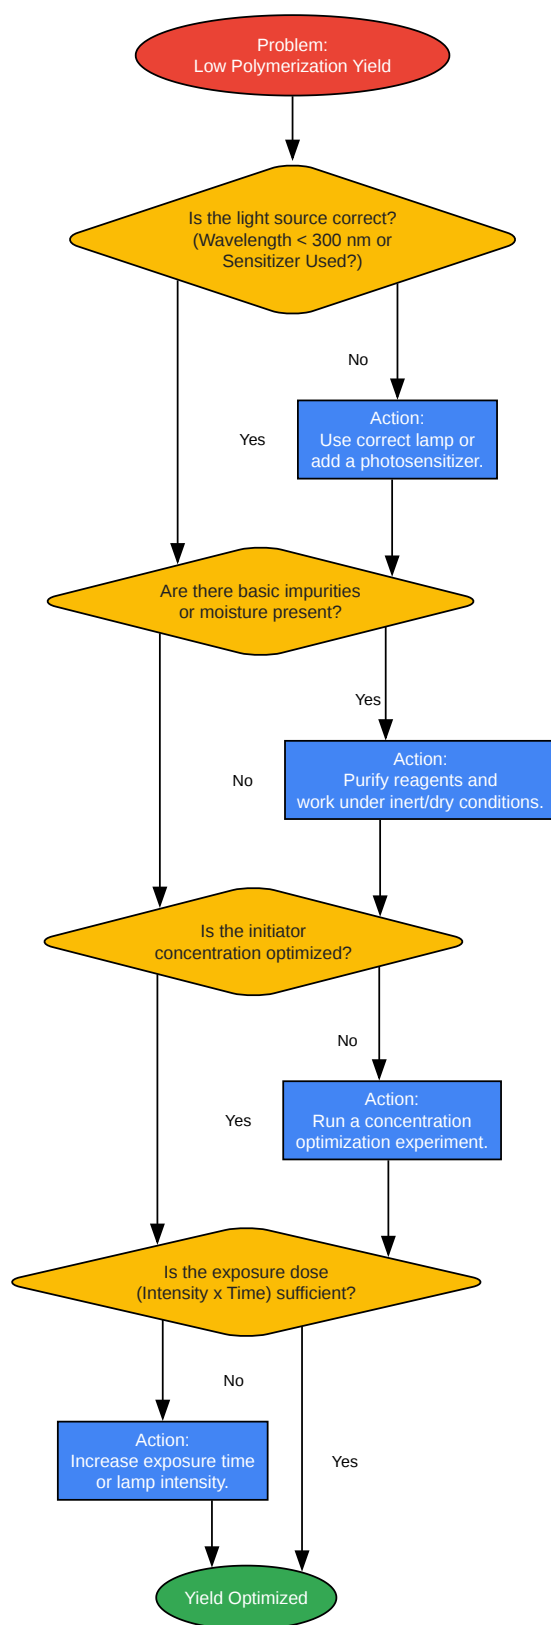 Problem:
Low Polymerization Yield
Is the light source correct?
(Wavelength < 300 nm or
Sensitizer Used?)
No
Action:
Use correct lamp or
add a photosensitizer.
Yes
Are there basic impurities
or moisture present?
Yes
Action:
Purify reagents and
work under inert/dry conditions.
No
Is the initiator
concentration optimized?
No
Action:
Run a concentration
optimization experiment.
Yes
Is the exposure dose
(Intensity x Time) sufficient?
No
Action:
Increase exposure time
or lamp intensity.
Yes
Yield Optimized